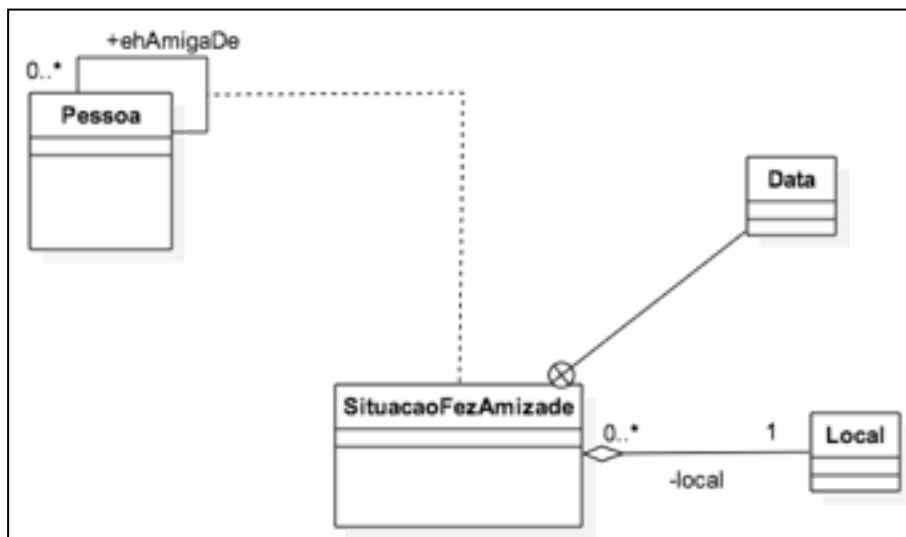 +ehAmigaDe
0..*
Pessoa
Data
SituacaoFezAmizade
0..*
1
Local
-local